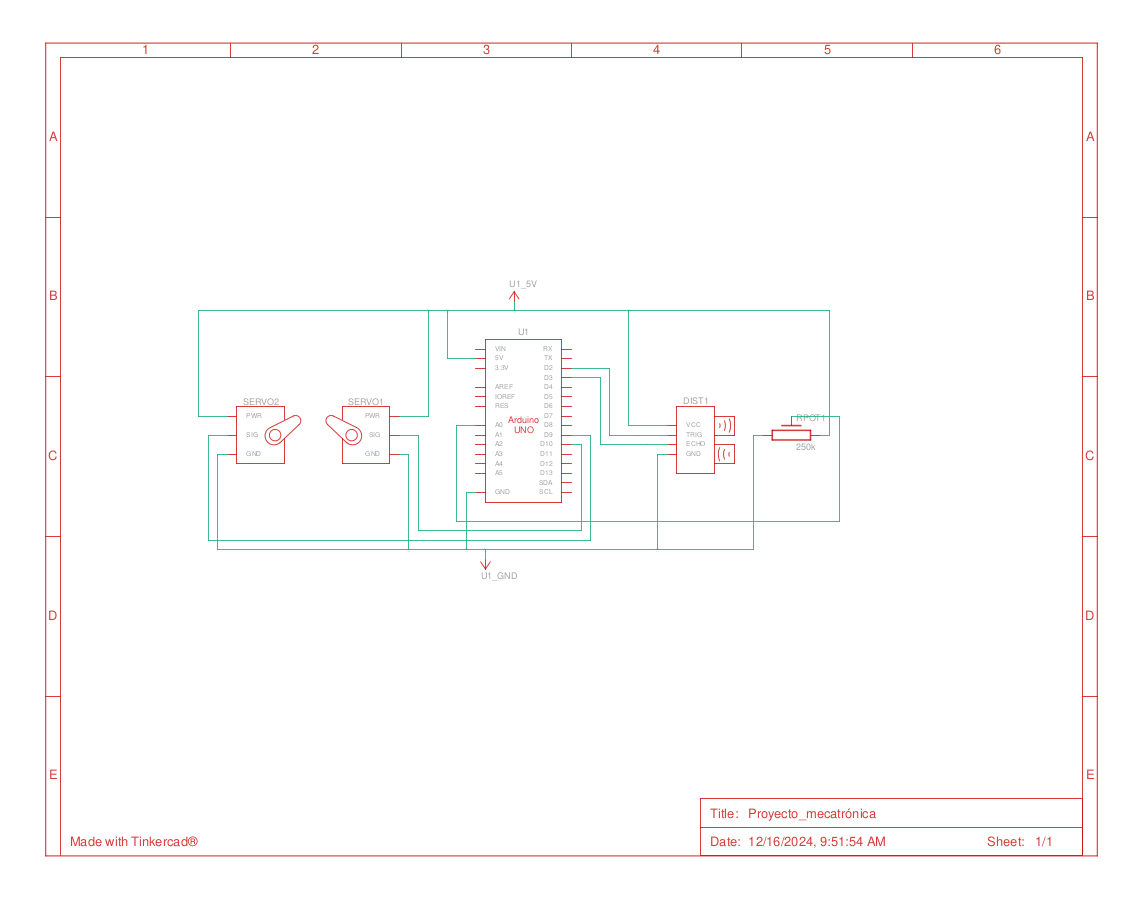 1 2 3 4 5 6
A A
U1_5V
B B
U1
VIN RX
5V TX
3.3V D2
D3
AREF D4
IOREF D5
RES D6
D7
A0 D8
A1 D9
A2 D10
A3 D11
A4 D12
A5 D13
SDA
GND SCL
Arduino
UNO
SERVO2
PWR
SIG
GND
SERVO1
PWR
SIG
GND
DIST1
VCC
TRIG
ECHO
GND
RPOT1
250k
C C
U1_GND
D D
E E
Title: Proyecto_mecatrónica
Made with Tinkercad®
Date: 12/16/2024, 9:51:54 AM Sheet: 1/1